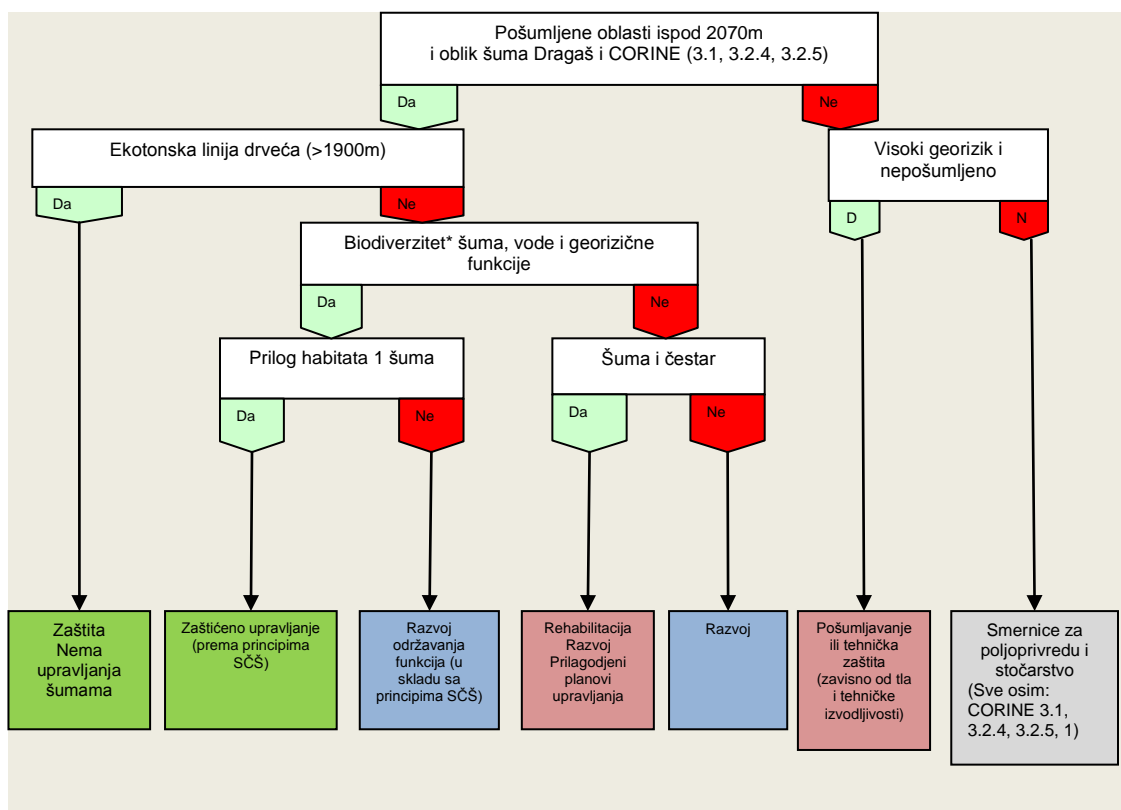 Pošumljene oblasti ispod 2070m
i oblik šuma Dragaš i CORINE (3.1, 3.2.4, 3.2.5)
Da
Ne
Ekotonska linija drveća (>1900m)
Visoki georizik i
nepošumljeno
Da
Ne
D
N
Biodiverzitet* šuma, vode i georizične
funkcije
Da
Ne
Prilog habitata 1 šuma
Šuma i čestar
Da
Ne
Da
Ne
Zaštita
Nema
upravljanja
šumama
Zaštićeno upravljanje
(prema principima
SČŠ)
Razvoj
održavanja
funkcija (u
skladu sa
principima SČŠ)
Rehabilitacija
Razvoj
Prilagodjeni
planovi
upravljanja
Razvoj
Pošumljavanje
ili tehnička
zaštita
(zavisno od tla
i tehničke
izvodljivosti)
Smernice za
poljoprivredu i
stočarstvo
(Sve osim:
CORINE 3.1,
3.2.4, 3.2.5, 1)